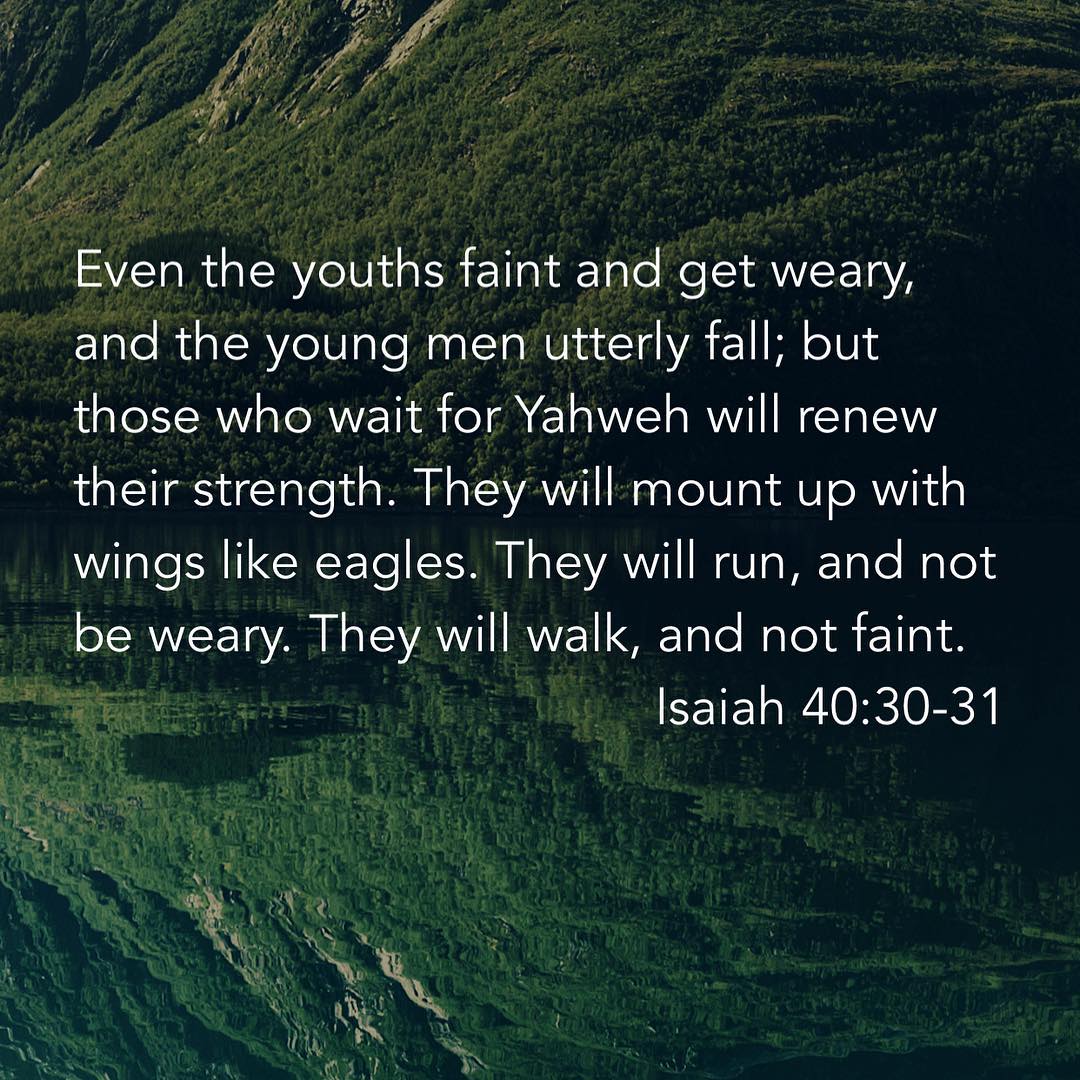 Even the youths faint and get weary,
and the young men utterly fall; but
those who wait for Yahweh will renew
their strength. They will mount up with
wings like eagles. They will run, and not
be weary. They will walk, and not faint.
Isaiah 40:30-31